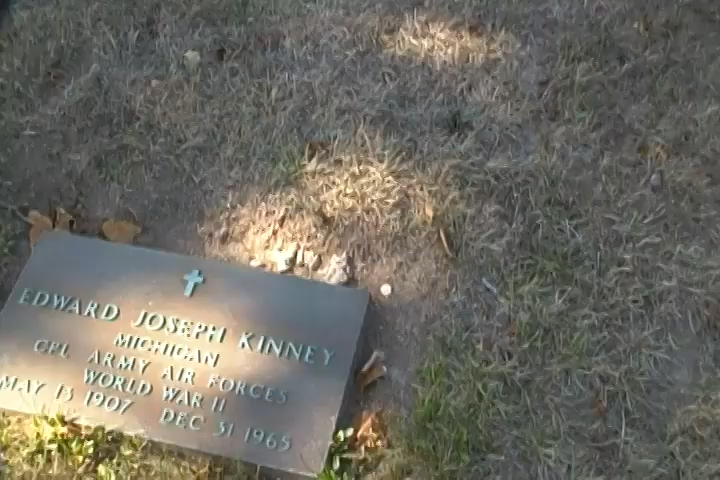 EDWARD JOSEPH KINNEY
MICHIGAN
CPL ARMY AIR FORCES
WORLD WAR II
MAY 13 1907 DEC 31 1965